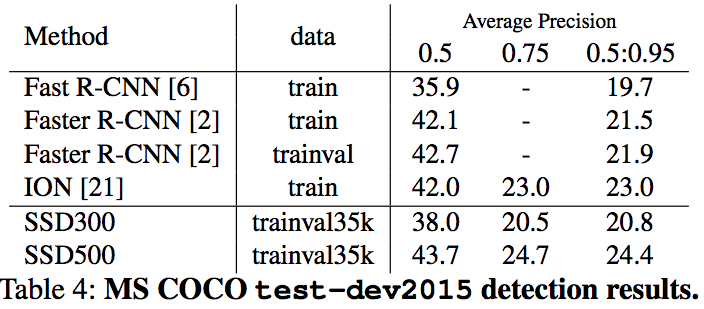 Method data Average Precision
0.5 0.75 0.5:0.95
Fast R-CNN [6] train 35.9 - 19.7
Faster R-CNN [2] train 42.1 - 21.5
Faster R-CNN [2] trainval 42.7 - 21.9
ION [21] train 42.0 23.0 23.0
SSD300 trainval35k 38.0 20.5 20.8
SSD500 trainval35k 43.7 24.7 24.4
Table 4: MS COCO test-dev2015 detection results.